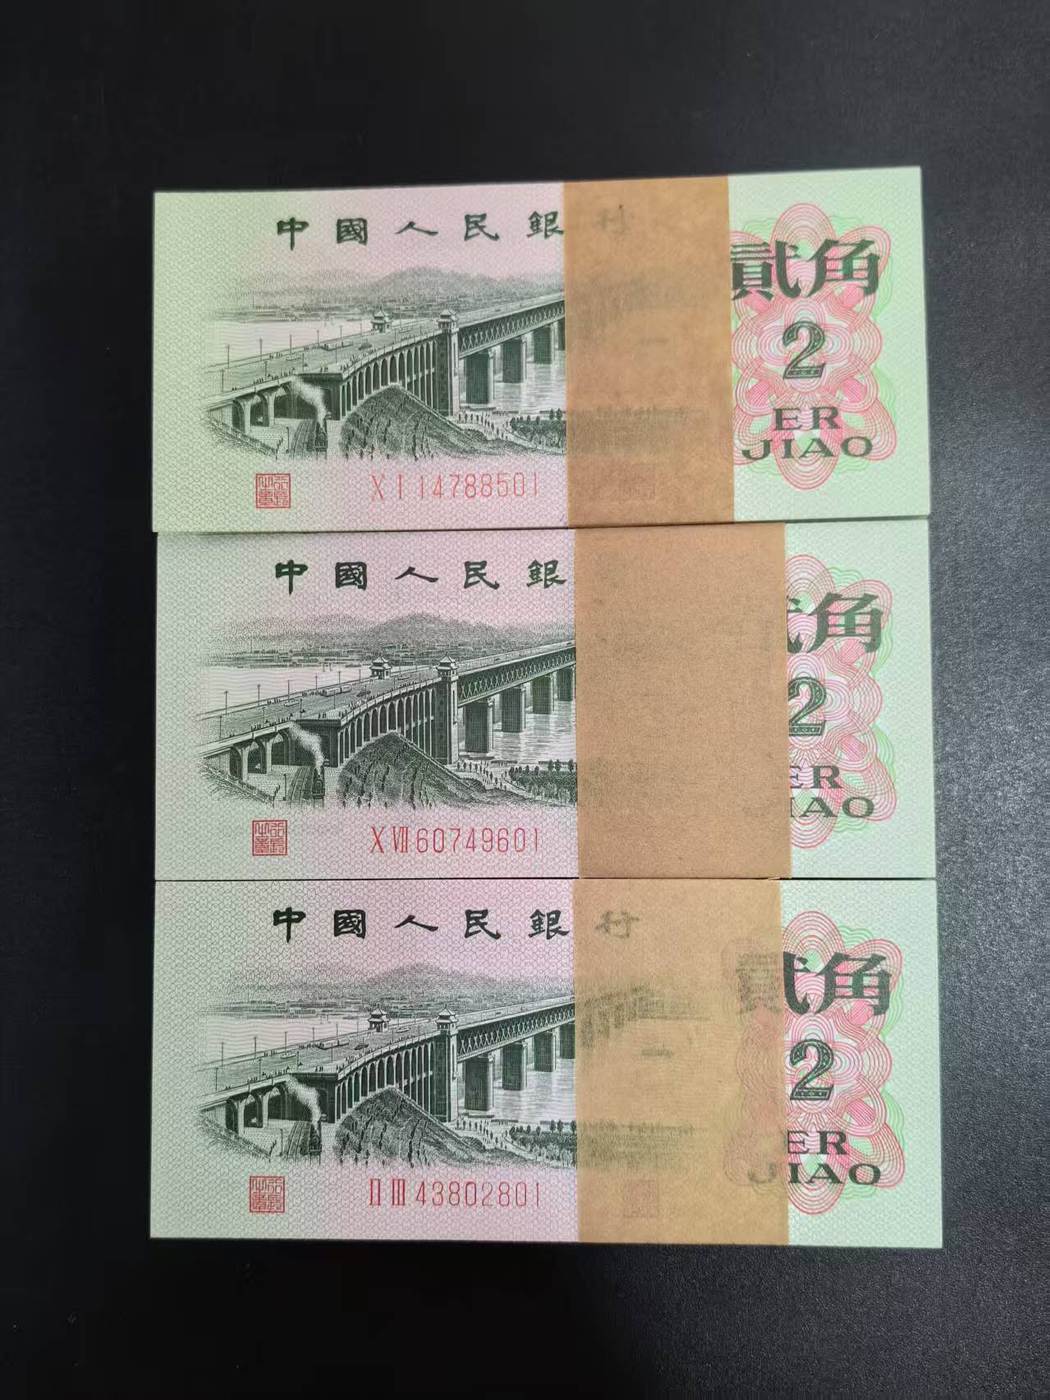 中國人民銀行
貳角
2
ER
JIAO
X I 14788501
中國人民銀
角
2
ER
IAO
X VII 60749601
中國人民銀行
貳角
2
ER
JIAO
II III 43802801